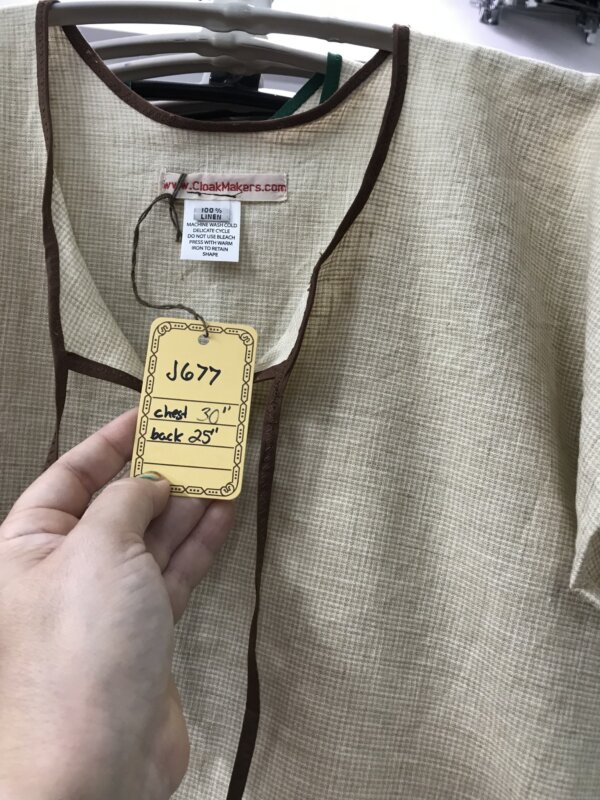 www.CloakMakers.com
100%
LINEN
MACHINE WASH COLD
DELICATE CYCLE
DO NOT USE BLEACH
PRESS WITH WARM
IRON TO RETAIN
SHAPE
J677
chest 30"
back 25"